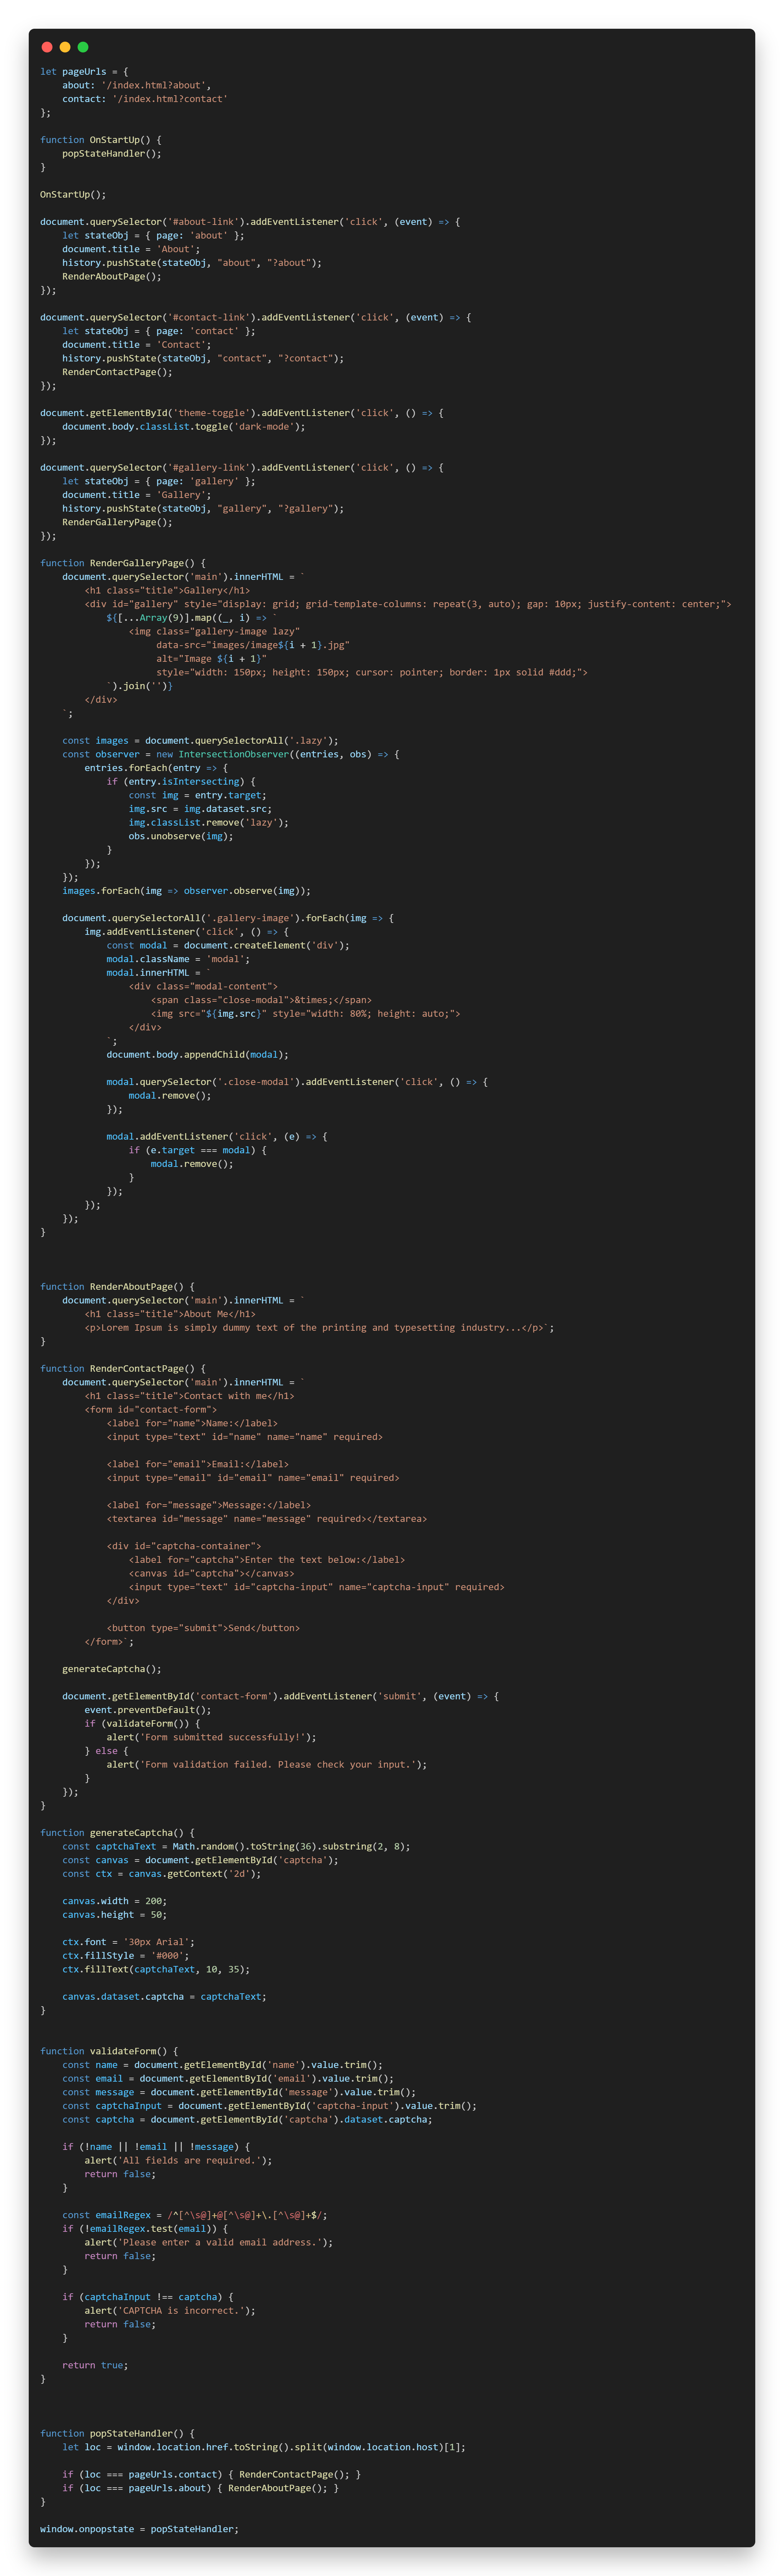 let pageUrls = {
    about: '/index.html?about',
    contact: '/index.html?contact'
};

function OnStartUp() {
    popStateHandler();
}

OnStartUp();

document.querySelector('#about-link').addEventListener('click', (event) => {
    let stateObj = { page: 'about' };
    document.title = 'About';
    history.pushState(stateObj, "about", "?about");
    RenderAboutPage();
});

document.querySelector('#contact-link').addEventListener('click', (event) => {
    let stateObj = { page: 'contact' };
    document.title = 'Contact';
    history.pushState(stateObj, "contact", "?contact");
    RenderContactPage();
});

document.getElementById('theme-toggle').addEventListener('click', () => {
    document.body.classList.toggle('dark-mode');
});

document.querySelector('#gallery-link').addEventListener('click', () => {
    let stateObj = { page: 'gallery' };
    document.title = 'Gallery';
    history.pushState(stateObj, "gallery", "?gallery");
    RenderGalleryPage();
});

function RenderGalleryPage() {
    document.querySelector('main').innerHTML = `
        <h1 class="title">Gallery</h1>
        <div id="gallery" style="display: grid; grid-template-columns: repeat(3, auto); gap: 10px; justify-content: center;">
            ${[...Array(9)].map((_, i) => `
                <img class="gallery-image lazy"
                     data-src="images/image${i + 1}.jpg"
                     alt="Image ${i + 1}"
                     style="width: 150px; height: 150px; cursor: pointer; border: 1px solid #ddd;">
            `).join('')}
        </div>
    `;

    const images = document.querySelectorAll('.lazy');
    const observer = new IntersectionObserver((entries, obs) => {
        entries.forEach(entry => {
            if (entry.isIntersecting) {
                const img = entry.target;
                img.src = img.dataset.src;
                img.classList.remove('lazy');
                obs.unobserve(img);
            }
        });
    });
    images.forEach(img => observer.observe(img));

    document.querySelectorAll('.gallery-image').forEach(img => {
        img.addEventListener('click', () => {
            const modal = document.createElement('div');
            modal.className = 'modal';
            modal.innerHTML = `
                <div class="modal-content">
                    <span class="close-modal">&times;</span>
                    <img src="${img.src}" style="width: 80%; height: auto;">
                </div>
            `;
            document.body.appendChild(modal);

            modal.querySelector('.close-modal').addEventListener('click', () => {
                modal.remove();
            });

            modal.addEventListener('click', (e) => {
                if (e.target === modal) {
                    modal.remove();
                }
            });
        });
    });
}

function RenderAboutPage() {
    document.querySelector('main').innerHTML = `
        <h1 class="title">About Me</h1>
        <p>Lorem Ipsum is simply dummy text of the printing and typesetting industry...</p>`;
}

function RenderContactPage() {
    document.querySelector('main').innerHTML = `
        <h1 class="title">Contact with me</h1>
        <form id="contact-form">
            <label for="name">Name:</label>
            <input type="text" id="name" name="name" required>

            <label for="email">Email:</label>
            <input type="email" id="email" name="email" required>

            <label for="message">Message:</label>
            <textarea id="message" name="message" required></textarea>

            <div id="captcha-container">
                <label for="captcha">Enter the text below:</label>
                <canvas id="captcha"></canvas>
                <input type="text" id="captcha-input" name="captcha-input" required>
            </div>

            <button type="submit">Send</button>
        </form>`;

    generateCaptcha();

    document.getElementById('contact-form').addEventListener('submit', (event) => {
        event.preventDefault();
        if (validateForm()) {
            alert('Form submitted successfully!');
        } else {
            alert('Form validation failed. Please check your input.');
        }
    });
}

function generateCaptcha() {
    const captchaText = Math.random().toString(36).substring(2, 8);
    const canvas = document.getElementById('captcha');
    const ctx = canvas.getContext('2d');

    canvas.width = 200;
    canvas.height = 50;

    ctx.font = '30px Arial';
    ctx.fillStyle = '#000';
    ctx.fillText(captchaText, 10, 35);

    canvas.dataset.captcha = captchaText;
}

function validateForm() {
    const name = document.getElementById('name').value.trim();
    const email = document.getElementById('email').value.trim();
    const message = document.getElementById('message').value.trim();
    const captchaInput = document.getElementById('captcha-input').value.trim();
    const captcha = document.getElementById('captcha').dataset.captcha;

    if (!name || !email || !message) {
        alert('All fields are required.');
        return false;
    }

    const emailRegex = /^[^\s@]+@[^\s@]+\.[^\s@]+$/;
    if (!emailRegex.test(email)) {
        alert('Please enter a valid email address.');
        return false;
    }

    if (captchaInput !== captcha) {
        alert('CAPTCHA is incorrect.');
        return false;
    }

    return true;
}

function popStateHandler() {
    let loc = window.location.href.toString().split(window.location.host)[1];

    if (loc === pageUrls.contact) { RenderContactPage(); }
    if (loc === pageUrls.about) { RenderAboutPage(); }
}

window.onpopstate = popStateHandler;